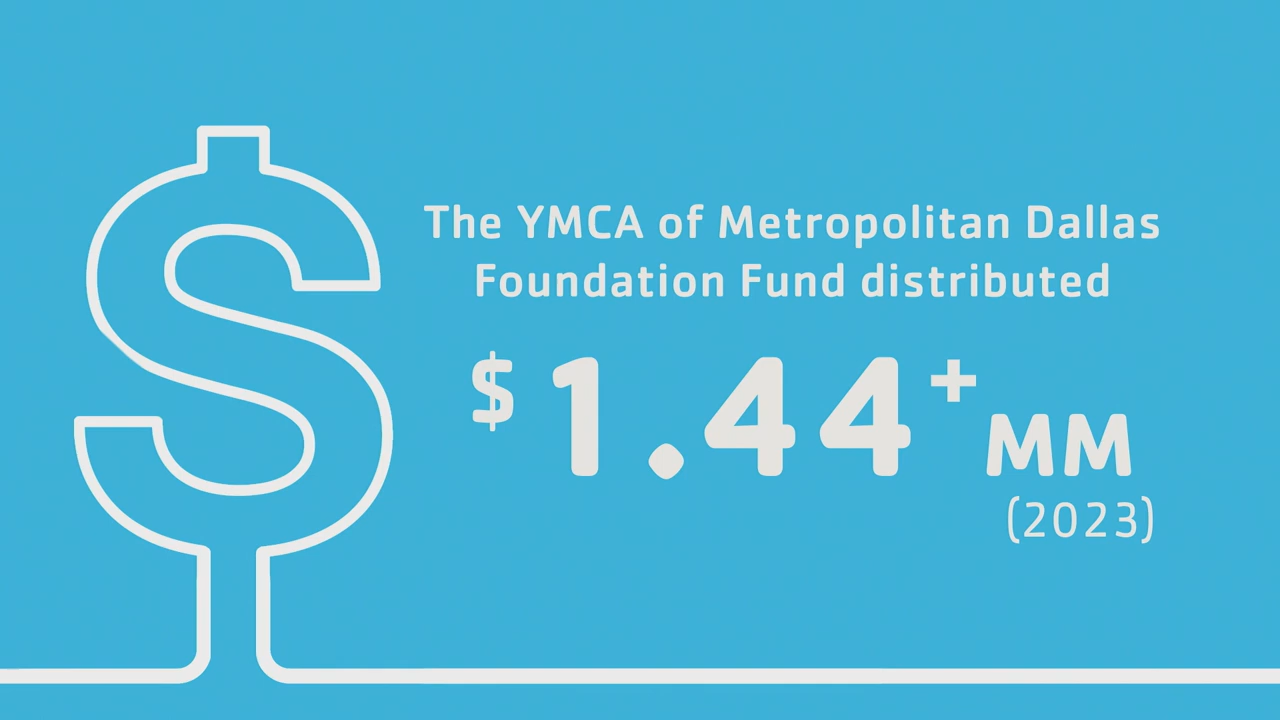 The YMCA of Metropolitan Dallas
Foundation Fund distributed
$1.44+MM
(2023)